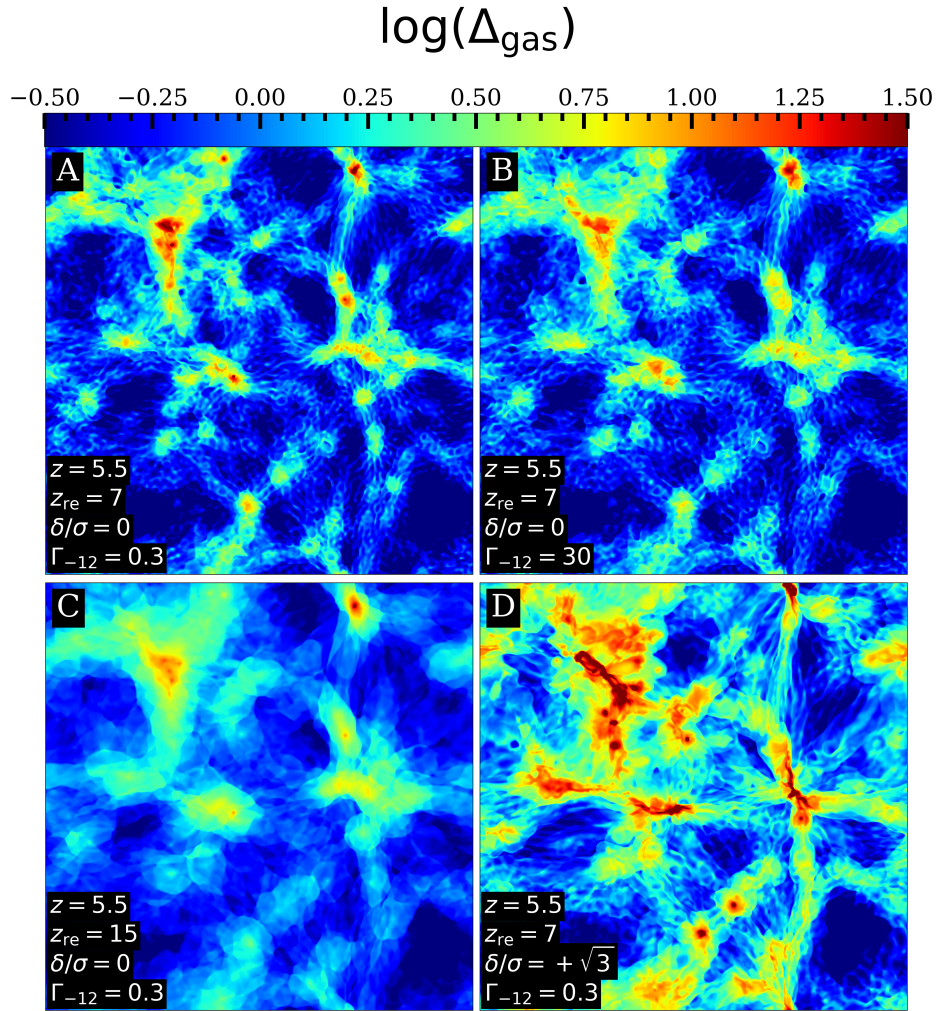 log(Δgas)
−0.50 −0.25 0.00 0.25 0.50 0.75 1.00 1.25 1.50
A
B
z = 5.5
zre = 7
δ/σ = 0
Γ−12 = 0.3
z = 5.5
zre = 7
δ/σ = 0
Γ−12 = 30
C
D
z = 5.5
zre = 15
δ/σ = 0
Γ−12 = 0.3
z = 5.5
zre = 7
δ/σ = +√3
Γ−12 = 0.3